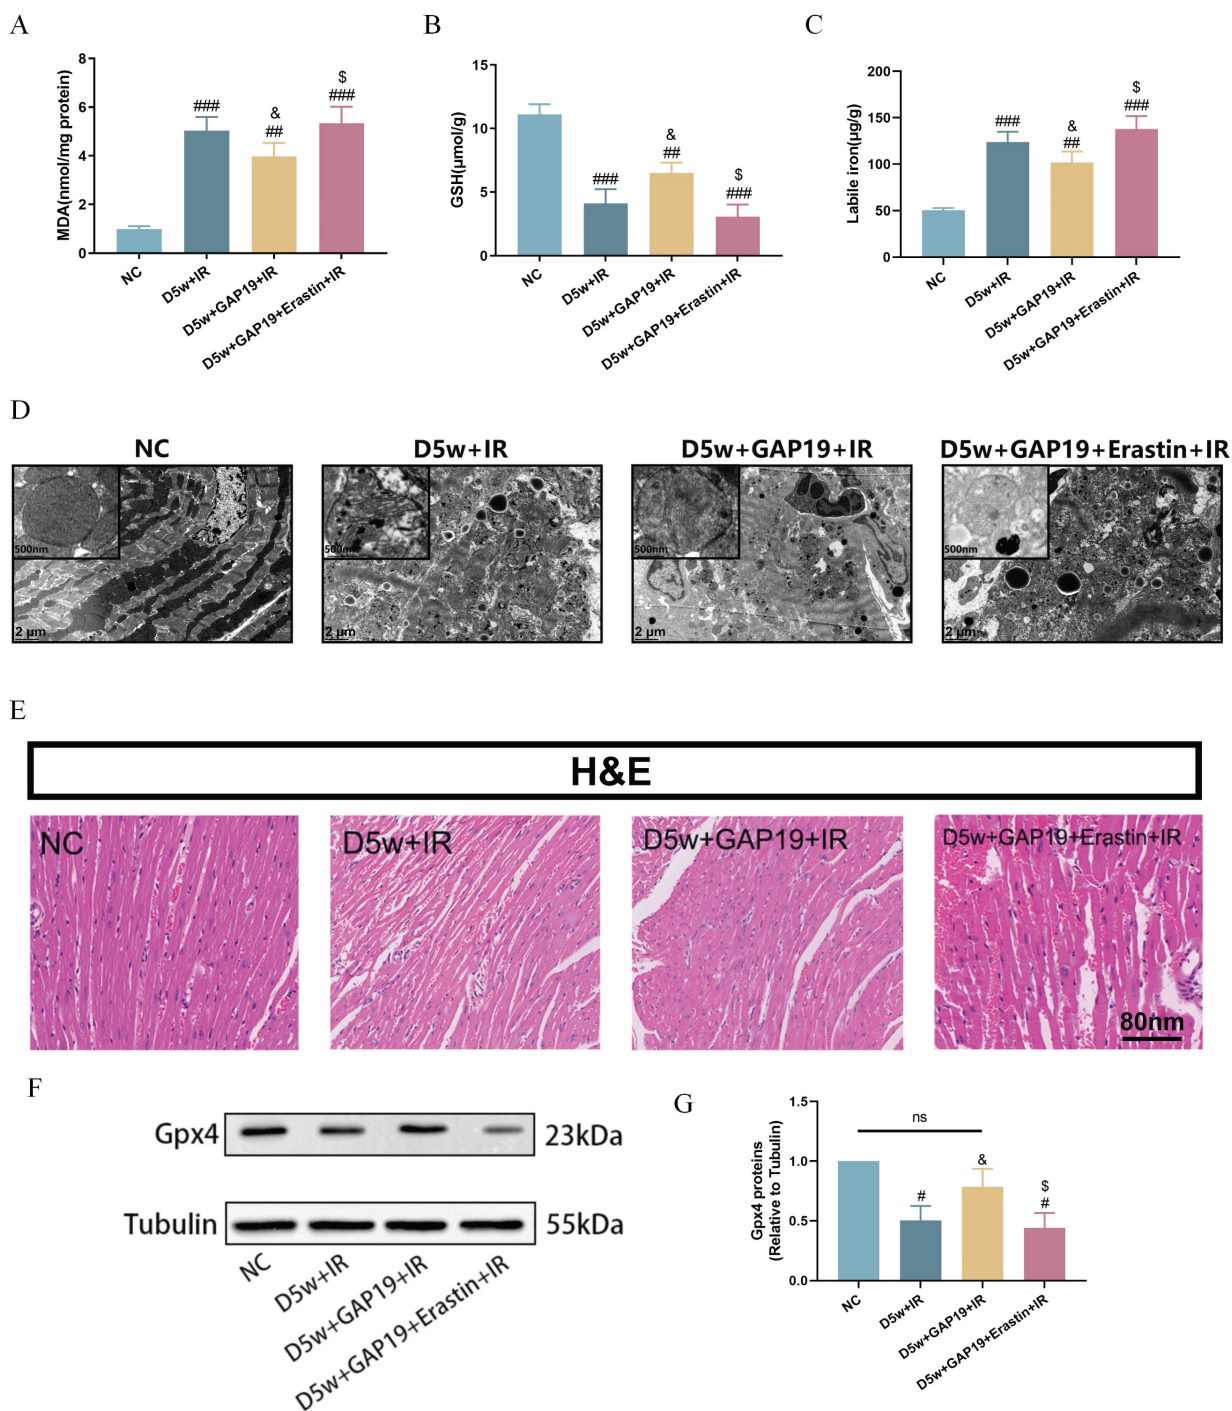 A
MDA(nmol/mg protein)
8
6
4
2
0
###
&
##
$
###
NC
D5w+IR
D5w+GAP19+IR
D5w+GAP19+Erastin+IR
B
GSH(μmol/g)
15
10
5
0
###
&
##
$
###
NC
D5w+IR
D5w+GAP19+IR
D5w+GAP19+Erastin+IR
C
Labile iron(μg/g)
200
150
100
50
0
###
&
##
$
###
NC
D5w+IR
D5w+GAP19+IR
D5w+GAP19+Erastin+IR
D
NC
D5w+IR
D5w+GAP19+IR
D5w+GAP19+Erastin+IR
500nm
2 μm
500nm
2 μm
500nm
2 μm
500nm
2 μm
E
H&E
NC
D5w+IR
D5w+GAP19+IR
D5w+GAP19+Erastin+IR
80nm
F
Gpx4
23kDa
Tubulin
55kDa
NC
D5w+IR
D5w+GAP19+IR
D5w+GAP19+Erastin+IR
G
Gpx4 proteins
(Relative to Tubulin)
1.5
1.0
0.5
0.0
ns
#
&
$
#
NC
D5w+IR
D5w+GAP19+IR
D5w+GAP19+Erastin+IR